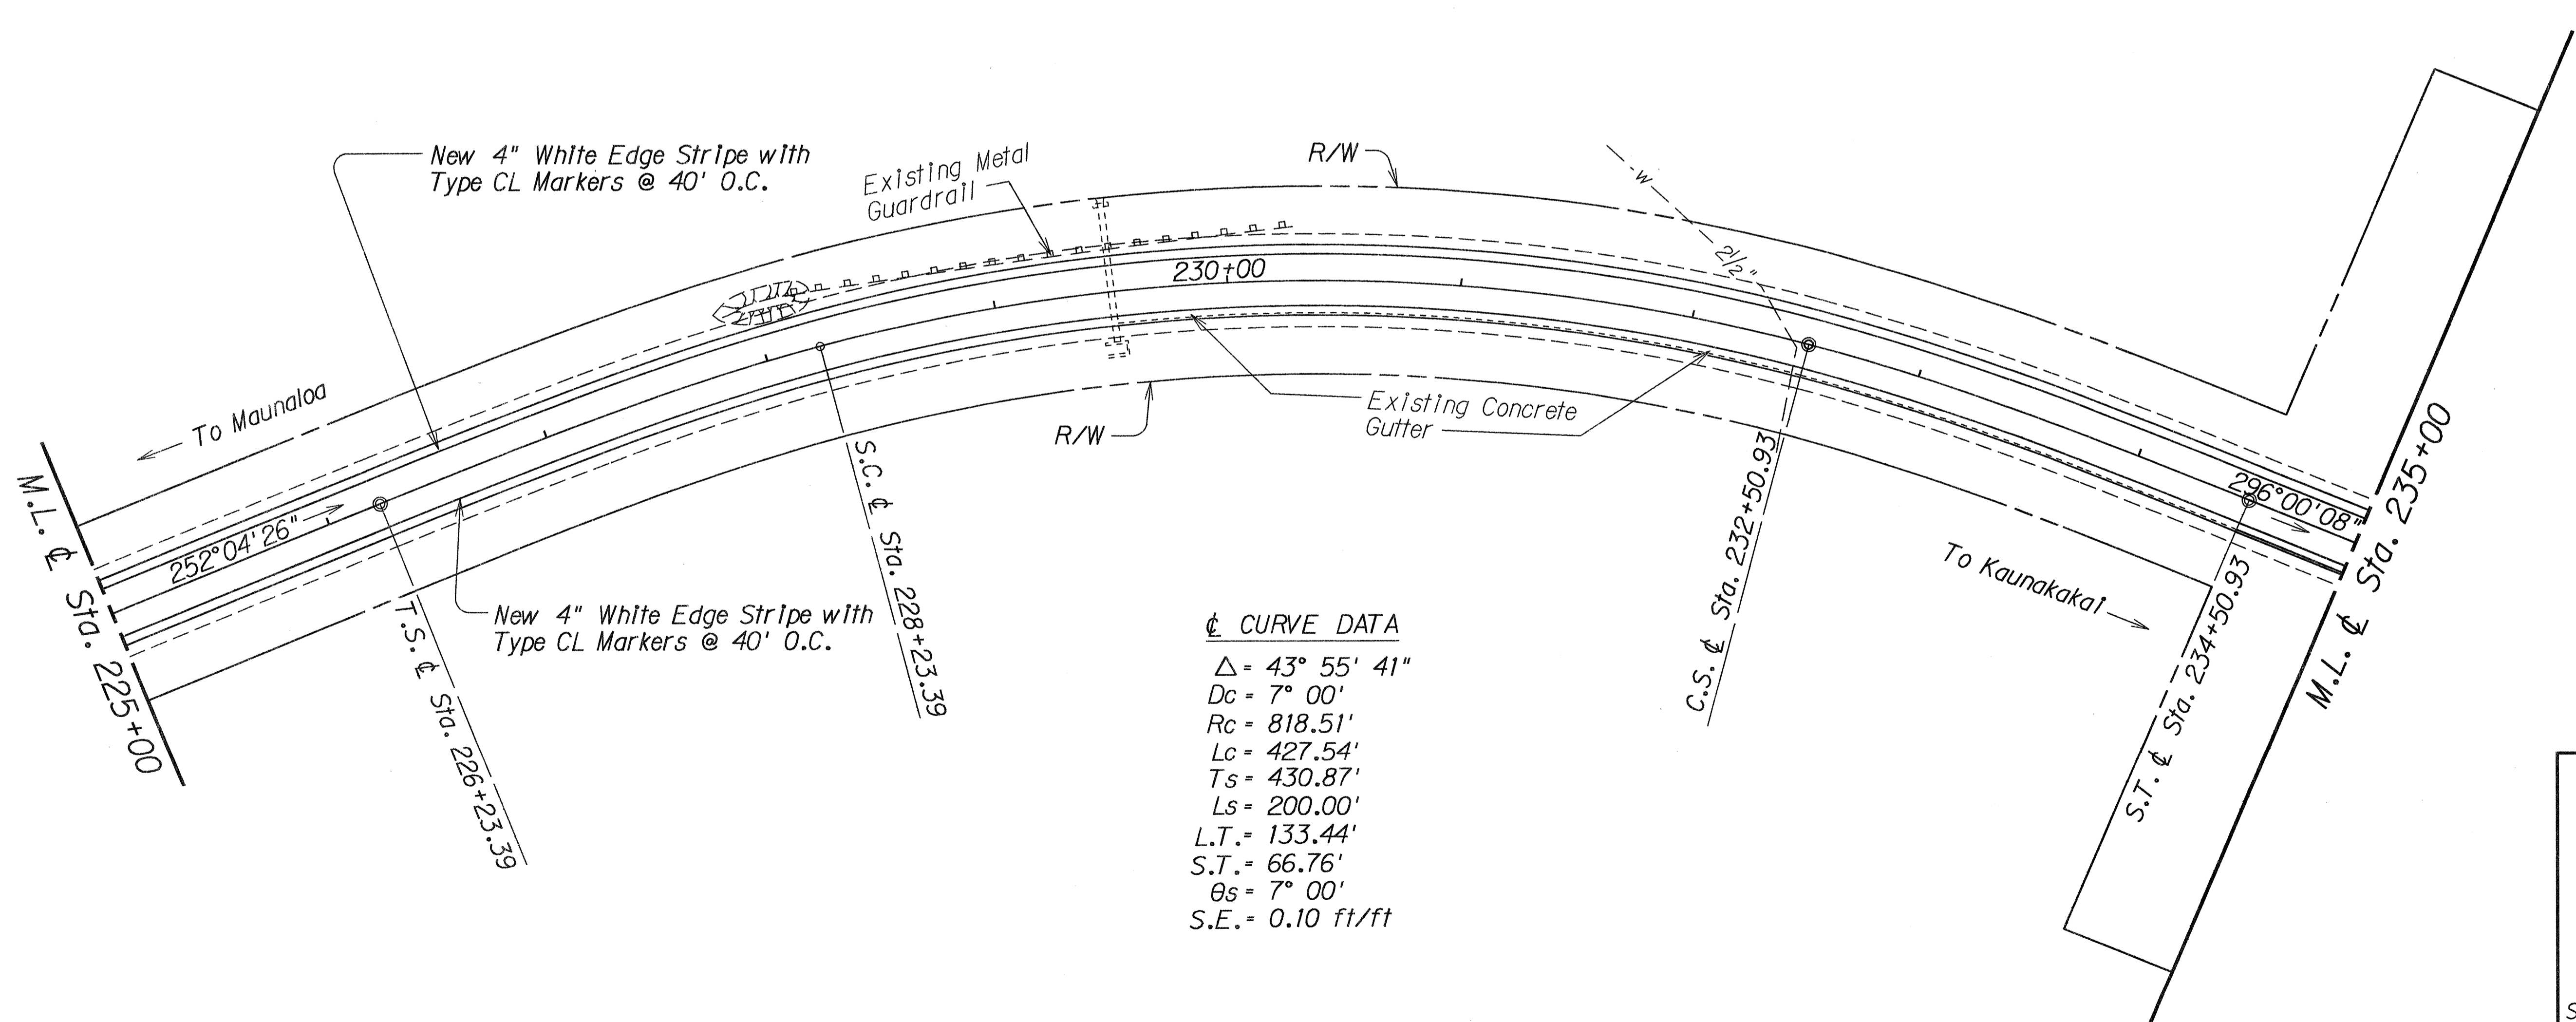 New 4" White Edge Stripe with
Type CL Markers @ 40' O.C.
Existing Metal
Guardrail
R/W
-W-
2½"
230+00
To Maunaloa
R/W
Existing Concrete
Gutter
252°04'26"
296°00'08"
M.L. ℄ Sta. 225+00
T.S. ℄ Sta. 226+23.39
S.C. ℄ Sta. 228+23.39
C.S. ℄ Sta. 232+50.93
S.T. ℄ Sta. 234+50.93
M.L. ℄ Sta. 235+00
To Kaunakakai
New 4" White Edge Stripe with
Type CL Markers @ 40' O.C.
℄ CURVE DATA
Δ = 43° 55' 41"
Dc = 7° 00'
Rc = 818.51'
Lc = 427.54'
Ts = 430.87'
Ls = 200.00'
L.T. = 133.44'
S.T. = 66.76'
θs = 7° 00'
S.E. = 0.10 ft/ft